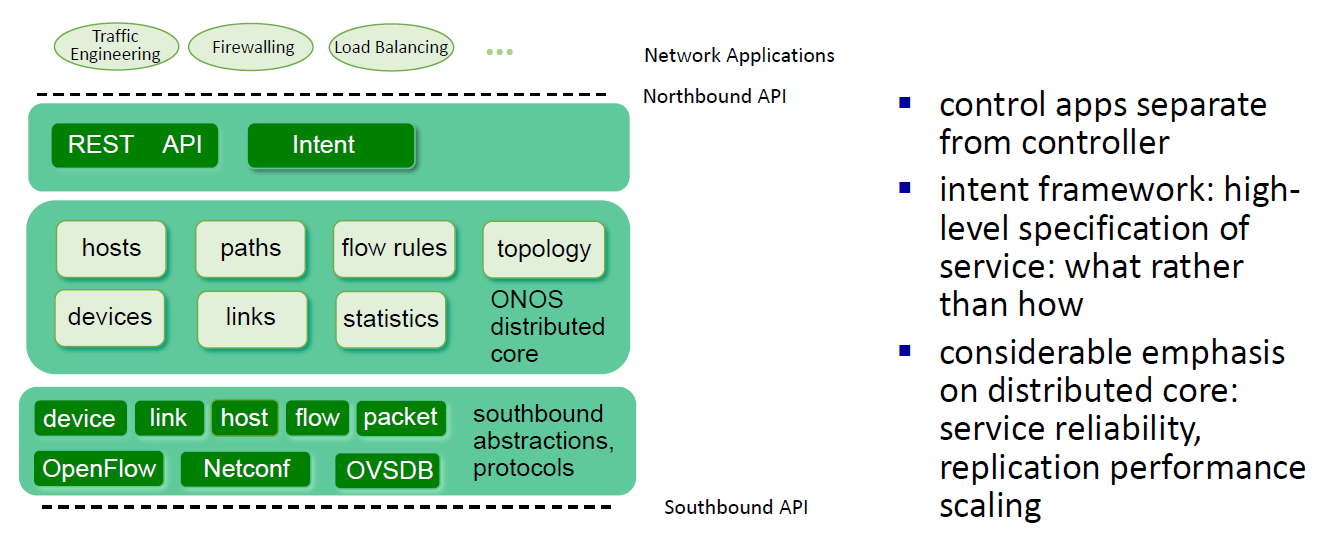 Traffic
Engineering
Firewalling
Load Balancing
...
Network Applications
Northbound API
REST API
Intent
hosts
paths
flow rules
topology
devices
links
statistics
ONOS
distributed
core
device
link
host
flow
packet
southbound
abstractions,
protocols
OpenFlow
Netconf
OVSDB
Southbound API
▪ control apps separate
from controller
▪ intent framework: high-
level specification of
service: what rather
than how
▪ considerable emphasis
on distributed core:
service reliability,
replication performance
scaling